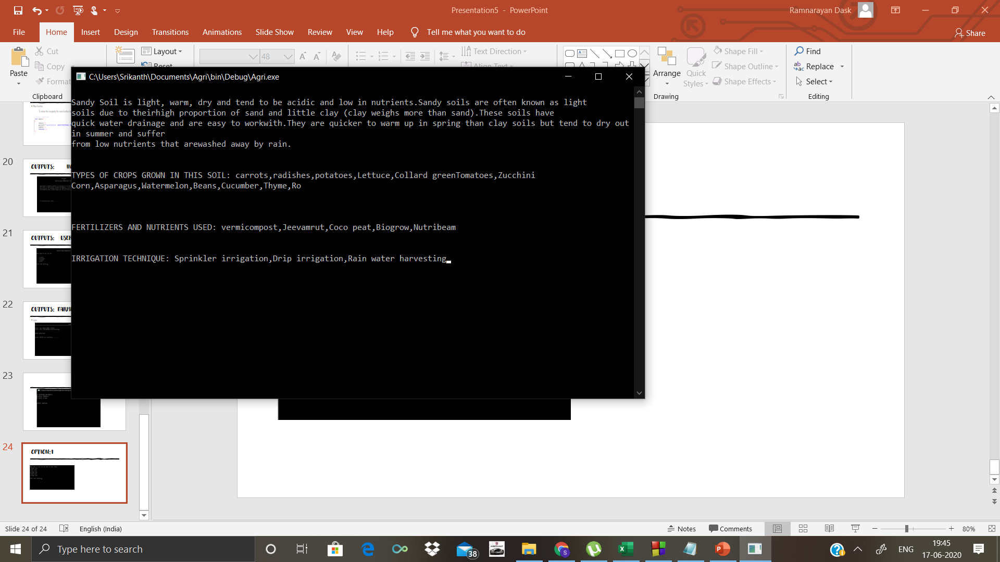 Presentation5 - PowerPoint
Ramnarayan Dask
File Home Insert Design Transitions Animations Slide Show Review View Help Tell me what you want to do Share
Cut
Copy
Format
Paste
Clipboard
Layout
Reset
48
Text Direction
Align Text
Arrange
Quick Styles
Shape Fill
Shape Outline
Shape Effects
Drawing
Find
Replace
Select
Editing
C:\Users\Srikanth\Documents\Agri\bin\Debug\Agri.exe
Sandy Soil is light, warm, dry and tend to be acidic and low in nutrients.Sandy soils are often known as light
soils due to theirhigh proportion of sand and little clay (clay weighs more than sand).These soils have
quick water drainage and are easy to workwith.They are quicker to warm up in spring than clay soils but tend to dry out
in summer and suffer
from low nutrients that arewashed away by rain.
TYPES OF CROPS GROWN IN THIS SOIL: carrots,radishes,potatoes,Lettuce,Collard greenTomatoes,Zucchini
Corn,Asparagus,Watermelon,Beans,Cucumber,Thyme,Ro
FERTILIZERS AND NUTRIENTS USED: vermicompost,Jeevamrut,Coco peat,Biogrow,Nutribeam
IRRIGATION TECHNIQUE: Sprinkler irrigation,Drip irrigation,Rain water harvesting
20
OUTPUTS: IN
21
OUTPUTS: USER
22
OUTPUTS: FARM
23
24
OPTION:1
Slide 24 of 24
English (India)
Notes
Comments
80%
Type here to search
38
ENG
19:45
17-06-2020